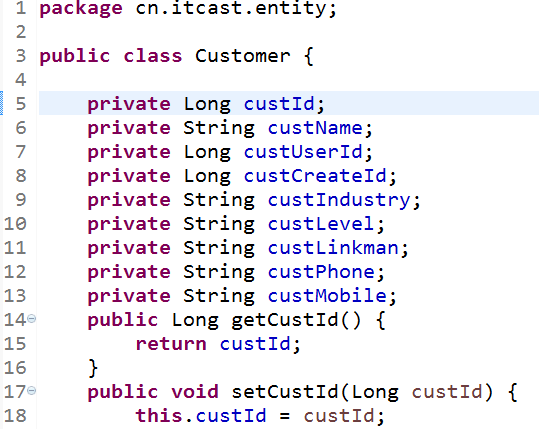 1 package cn.itcast.entity;
2
3 public class Customer {
4
5     private Long custId;
6     private String custName;
7     private Long custUserId;
8     private Long custCreateId;
9     private String custIndustry;
10     private String custLevel;
11     private String custLinkman;
12     private String custPhone;
13     private String custMobile;
14     public Long getCustId() {
15         return custId;
16     }
17     public void setCustId(Long custId) {
18         this.custId = custId;